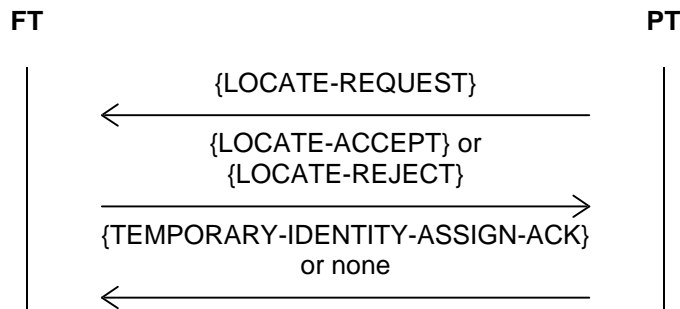 FT PT
{LOCATE-REQUEST}
{LOCATE-ACCEPT} or
{LOCATE-REJECT}
{TEMPORARY-IDENTITY-ASSIGN-ACK}
or none